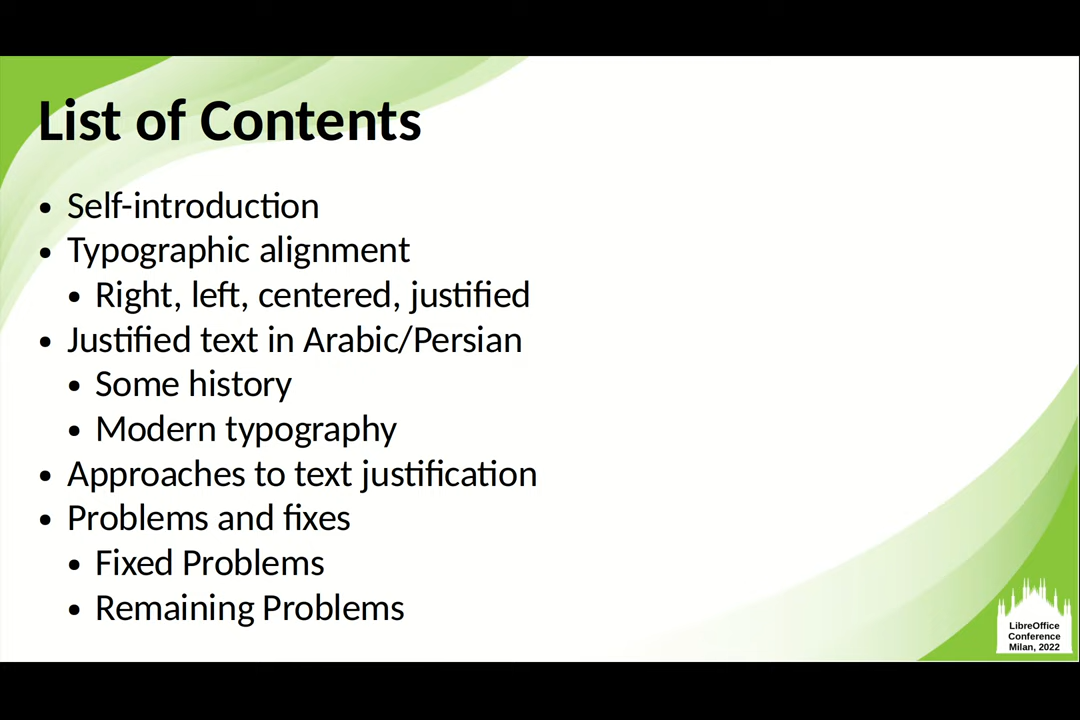 List of Contents
• Self-introduction
• Typographic alignment
• Right, left, centered, justified
• Justified text in Arabic/Persian
• Some history
• Modern typography
• Approaches to text justification
• Problems and fixes
• Fixed Problems
• Remaining Problems
LibreOffice
Conference
Milan, 2022